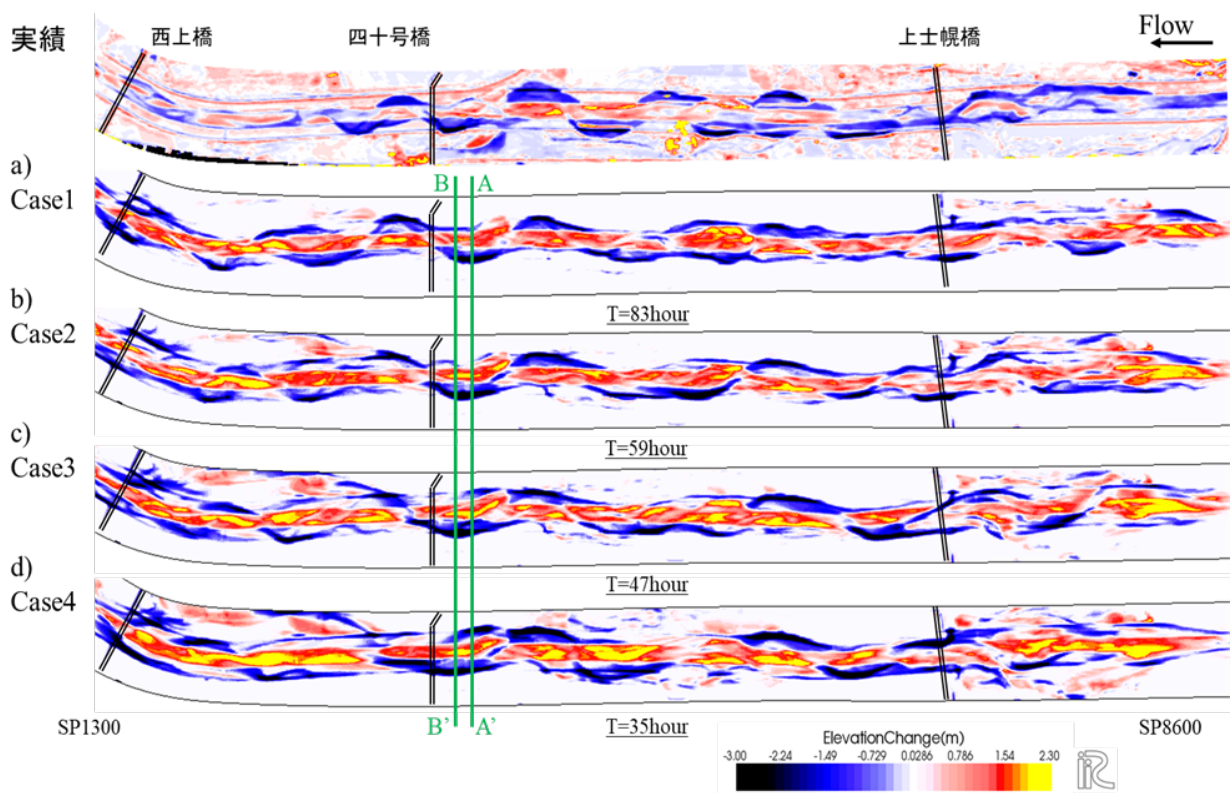 実績
西上橋
四十号橋
上士幌橋
Flow
a)
Case1
B
A
b)
Case2
T=83hour
c)
Case3
T=59hour
d)
Case4
T=47hour
SP1300
B'
A'
T=35hour
SP8600
ElevationChange(m)
-3.00 -2.24 -1.49 -0.729 0.0286 0.786 1.54 2.30
iRiC